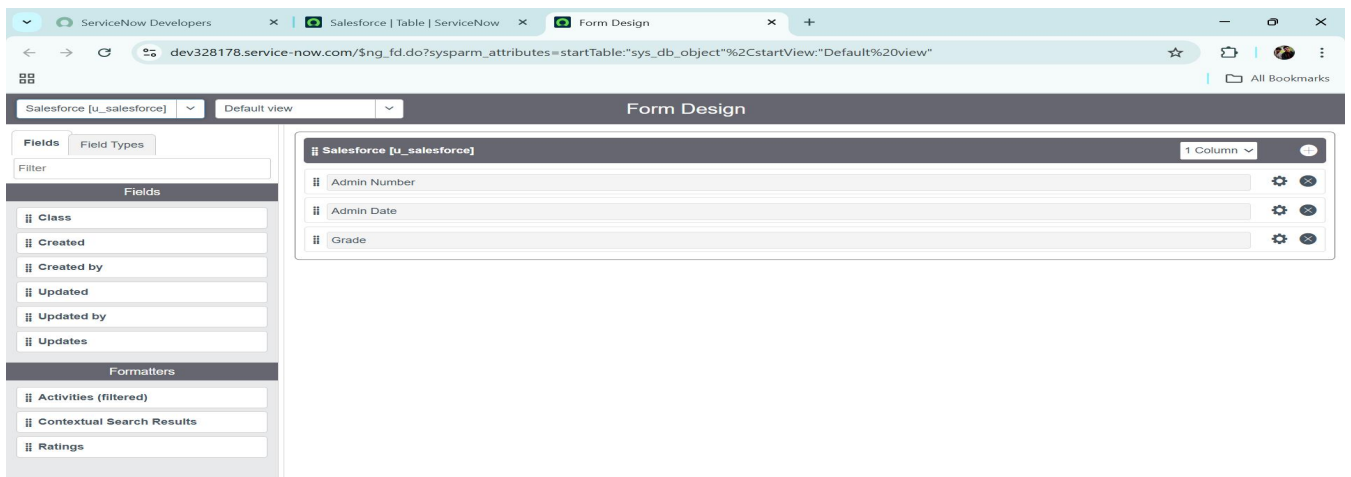 ServiceNow Developers
Salesforce | Table | ServiceNow
Form Design
dev328178.service-now.com/$ng_fd.do?sysparm_attributes=startTable:"sys_db_object"%2CstartView:"Default%20view"
All Bookmarks
Salesforce [u_salesforce]
Default view
Form Design
Fields
Field Types
Filter
Fields
Class
Created
Created by
Updated
Updated by
Updates
Formatters
Activities (filtered)
Contextual Search Results
Ratings
Salesforce [u_salesforce]
1 Column
Admin Number
Admin Date
Grade